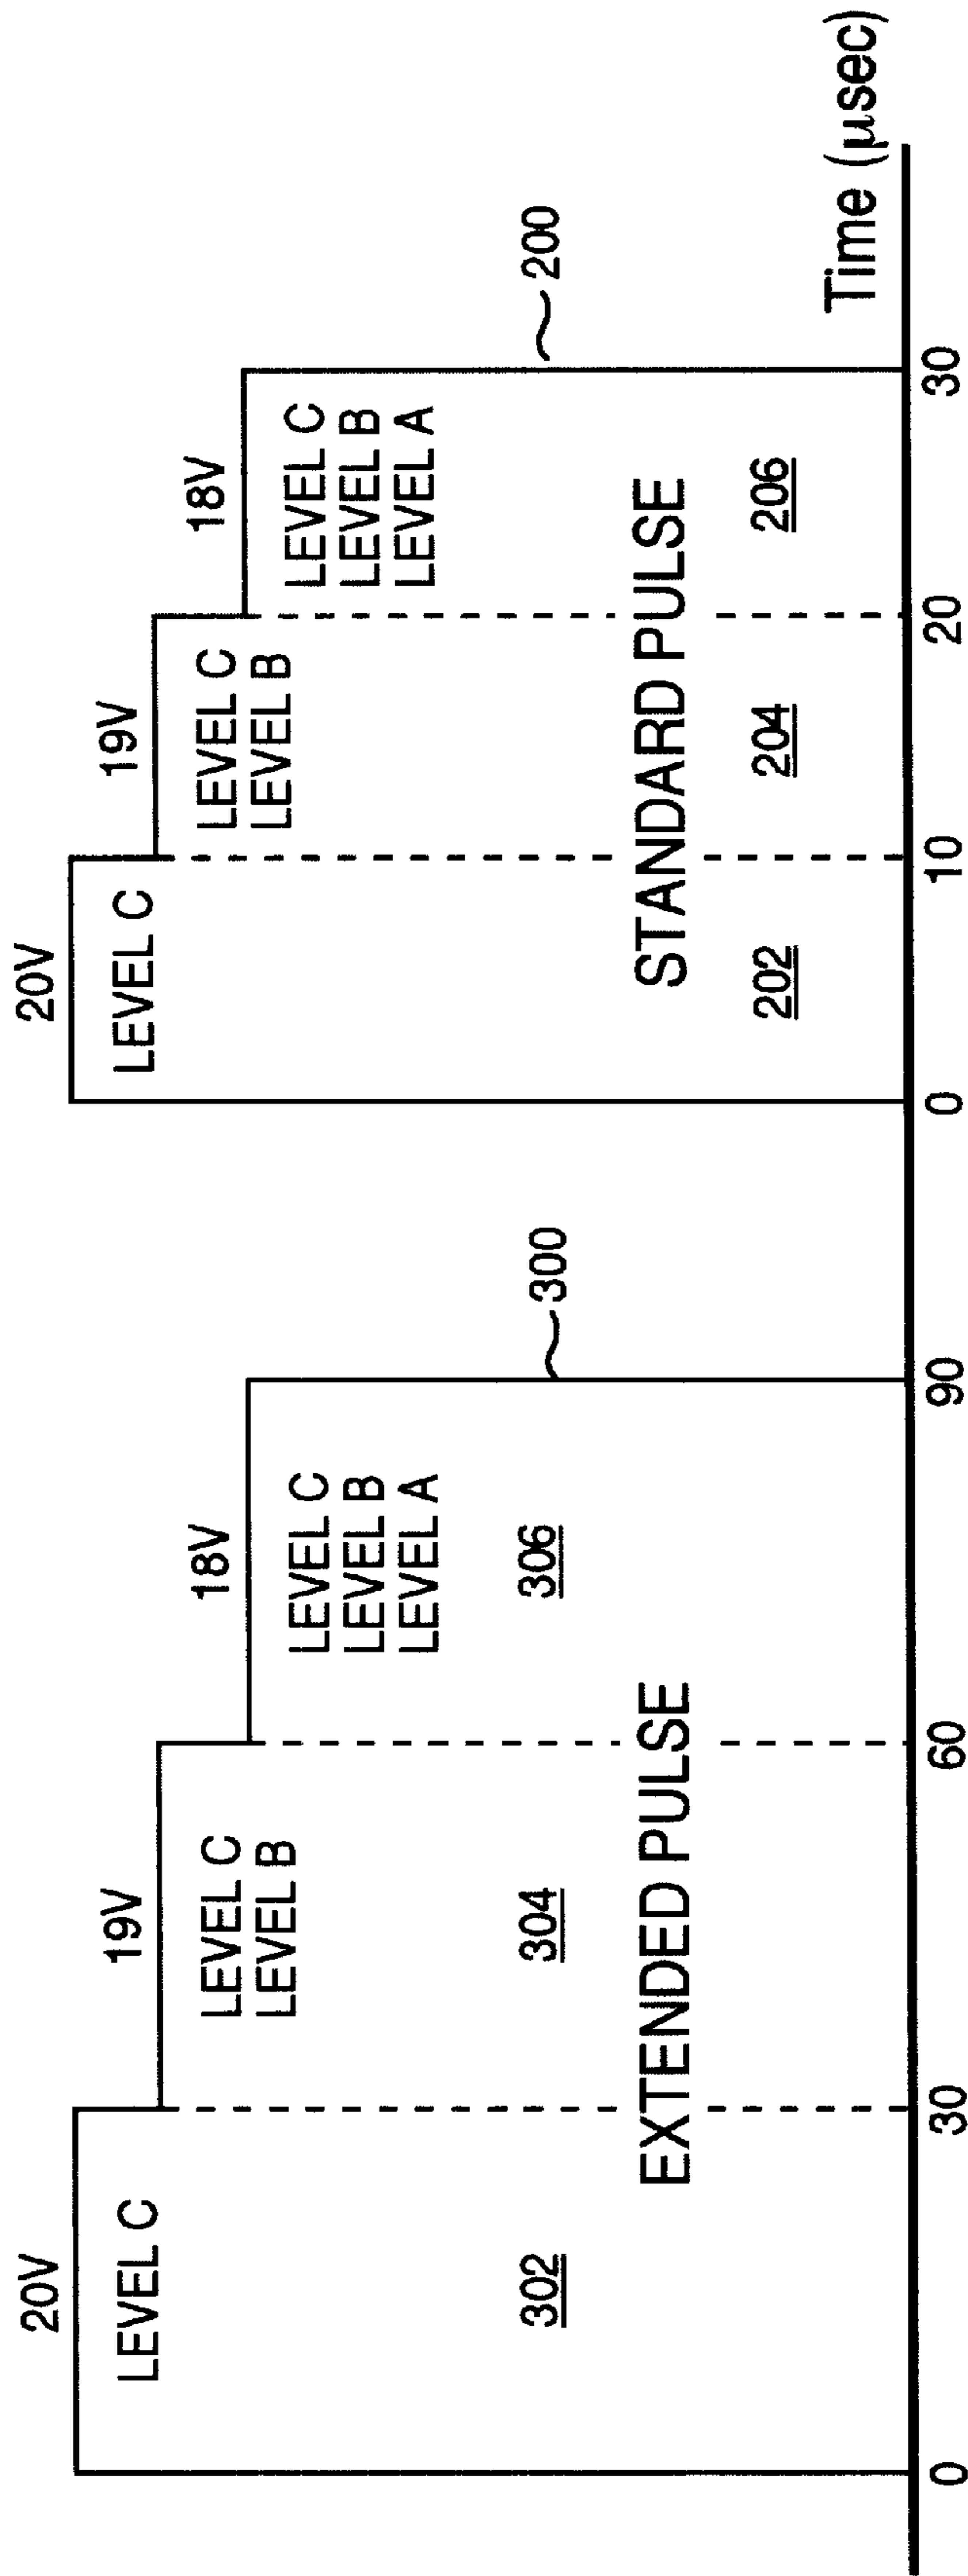 20V
LEVEL C
302
19V
LEVEL C
LEVEL B
304
18V
LEVEL C
LEVEL B
LEVEL A
306
EXTENDED PULSE
300
0
30
60
90
20V
LEVEL C
202
19V
LEVEL C
LEVEL B
204
18V
LEVEL C
LEVEL B
LEVEL A
206
STANDARD PULSE
200
0
10
20
30
Time (μsec)